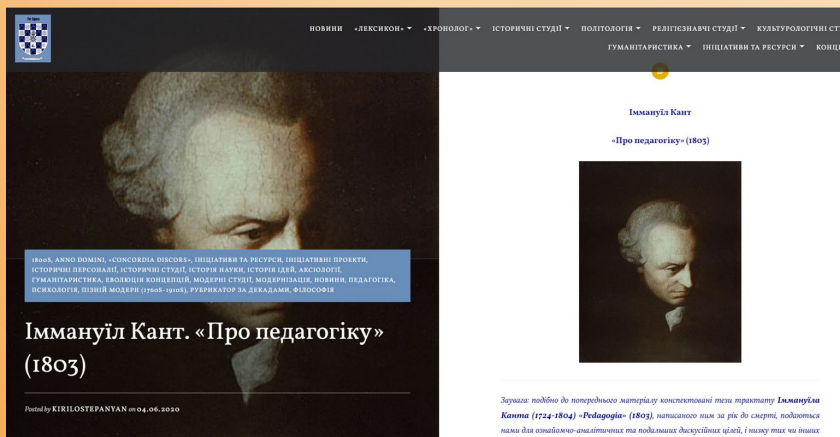 НОВИНИ «ЛЕКСИКОН» «ХРОНОЛОГ» ІСТОРИЧНІ СТУДІЇ ПОЛІТОЛОГІЯ РЕЛІГІЄЗНАВЧІ СТУДІЇ КУЛЬТУРОЛОГІЧНІ СТ
ГУМАНІТАРИСТИКА ІНІЦІАТИВИ ТА РЕСУРСИ КОНЦ
1800S, ANNO DOMINI, «CONCORDIA DISCORS», ІНІЦІАТИВИ ТА РЕСУРСИ, ІНІЦІАТИВНІ ПРОЕКТИ,
ІСТОРИЧНІ ПЕРСОНАЛІЇ, ІСТОРИЧНІ СТУДІЇ, ІСТОРІЯ НАУКИ, ІСТОРІЯ ІДЕЙ, АКСІОЛОГІЇ,
ГУМАНІТАРИСТИКА, ЕВОЛЮЦІЯ КОНЦЕПЦІЙ, МОДЕРНІ СТУДІЇ, МОДЕРНІЗАЦІЯ, НОВИНИ, ПЕДАГОГІКА,
ПСИХОЛОГІЯ, ПІЗНІЙ МОДЕРН (1760S-1910S), РУБРИКАТОР ЗА ДЕКАДАМИ, ФІЛОСОФІЯ
Іммануїл Кант. «Про педагогіку»
(1803)
Posted by KIRILOSTEPANYAN on 04.06.2020
Іммануїл Кант
«Про педагогіку» (1803)
Заувага: подібно до попереднього матеріалу конспектовані тези трактату Іммануїла
Канта (1724-1804) «Pedagogia» (1803), написаного ним за рік до смерті, подаються
нами для ознайомчо-аналітичних та подальших дискусійних цілей, і низку тих чи інших